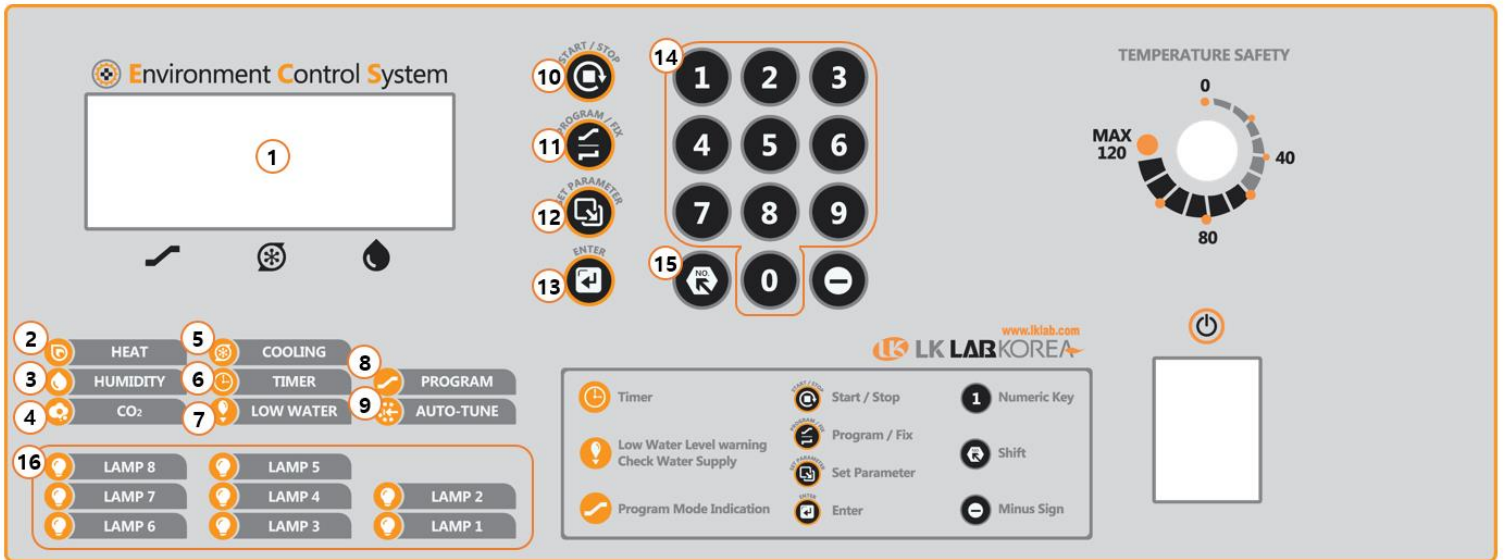 Environment Control System
1
START / STOP
10
PROGRAM / FIX
11
SET PARAMETER
12
ENTER
13
14
1 2 3
4 5 6
7 8 9
15
NO.
0
TEMPERATURE SAFETY
0
MAX
120
40
80
2 HEAT
5 COOLING
3 HUMIDITY
6 TIMER
8 PROGRAM
4 CO2
7 LOW WATER
9 AUTO-TUNE
16
LAMP 8 LAMP 5
LAMP 7 LAMP 4 LAMP 2
LAMP 6 LAMP 3 LAMP 1
www.lklab.com
LK LK LABKOREA
Timer
START / STOP
Start / Stop
1 Numeric Key
Low Water Level warning
Check Water Supply
PROGRAM / FIX
Program / Fix
NO.
Shift
SET PARAMETER
Set Parameter
Program Mode Indication
ENTER
Enter
Minus Sign